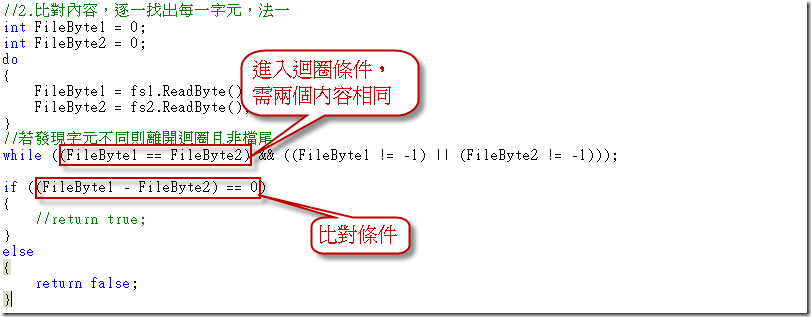 //2.比對內容，逐一找出每一字元，法一
int FileByte1 = 0;
int FileByte2 = 0;
do
{
    FileByte1 = fs1.ReadByte()
    FileByte2 = fs2.ReadByte();
}
進入迴圈條件，
需兩個內容相同
//若發現字元不同則離開迴圈且非檔尾
while ((FileByte1 == FileByte2) && ((FileByte1 != -1) || (FileByte2 != -1)));
if ((FileByte1 - FileByte2) == 0)
{
    //return true;
}
比對條件
else
{
    return false;
}